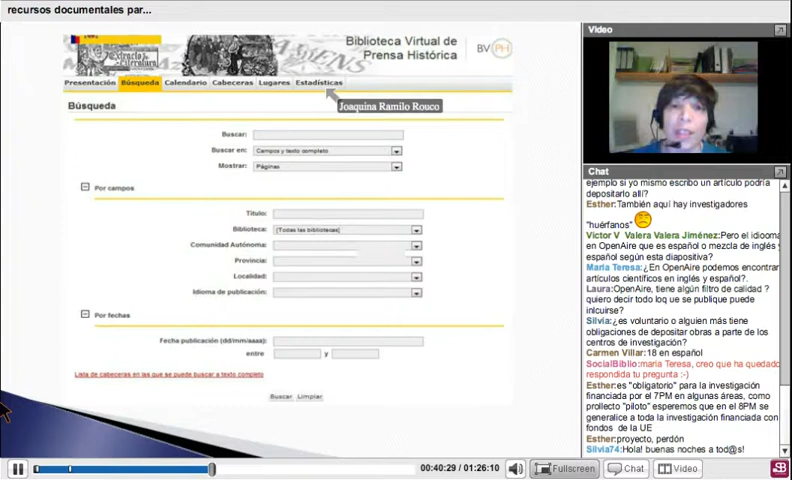 recursos documentales par...
Biblioteca Virtual de
Prensa Histórica
BV PH
Presentación Búsqueda Calendario Cabeceras Lugares Estadísticas
Joaquina Ramilo Rouco
Búsqueda
Buscar:
Buscar en: Campos y texto completo
Mostrar: Páginas
Por campos
Título:
Biblioteca: [Todas las bibliotecas]
Comunidad Autónoma:
Provincia:
Localidad:
Idioma de publicación:
Por fechas
Fecha publicación (dd/mm/aaaa):
entre y
Lista de cabeceras en las que se puede buscar a texto completo
Buscar Limpiar
00:40:29 / 01:26:10
Fullscreen Chat Video
SB
Video
Chat
ejemplo si yo mismo escribo un artículo podría
depositarlo allí?
Esther:También aquí hay investigadores
"huérfanos"
Victor V Valera Valera Jiménez:Pero el idioma
en OpenAire que es español o mezcla de inglés y
español según esta diapositiva?
Maria Teresa:¿En OpenAire podemos encontrar
artículos científicos en inglés y español?.
Laura:OpenAire, tiene algún filtro de calidad ?
quiero decir todo loq ue se publique puede
inlcuirse?
Silvia:¿es voluntario o alguien más tiene
obligaciones de depositar obras a parte de los
centros de investigación?
Carmen Villar:18 en español
SocialBiblio:maria Teresa, creo que ha quedado
respondida tu pregunta :-)
Esther:es "obligatorio" para la investigación
financiada por el 7PM en algunas áreas, como
prollecto "piloto" esperemos que en el 8PM se
generalice a toda la investigación financiada con
fondos de la UE
Esther:proyecto, perdón
Silvia74:Hola! buenas noches a tod@s!